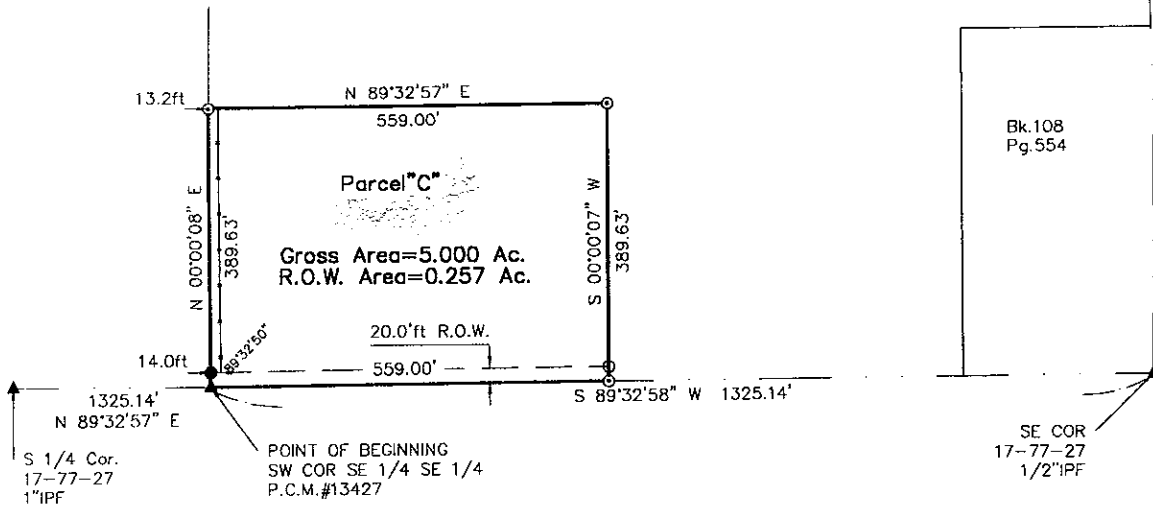 13.2ft
N 89°32'57" E
559.00'
Bk.108
Pg.554
Parcel"C"
N 00°00'08" E
389.63'
S 00°00'07" W
389.63'
Gross Area=5.000 Ac.
R.O.W. Area=0.257 Ac.
89°32'50"
20.0'ft R.O.W.
14.0ft
559.00'
1325.14'
N 89°32'57" E
S 89°32'58" W 1325.14'
S 1/4 Cor.
17-77-27
1"IPF
POINT OF BEGINNING
SW COR SE 1/4 SE 1/4
P.C.M.#13427
SE COR
17-77-27
1/2"IPF